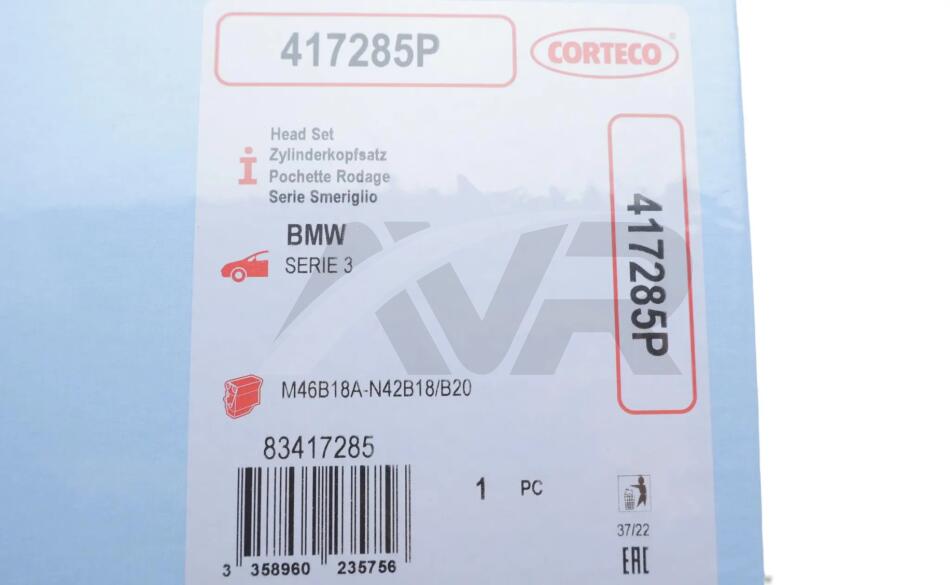 417285P
CORTECO
Head Set
Zylinderkopfsatz
Pochette Rodage
Serie Smeriglio
BMW
SERIE 3
417285P
AVR
M46B18A-N42B18/B20
83417285
1 PC
3 358960 235756
37/22
EAC